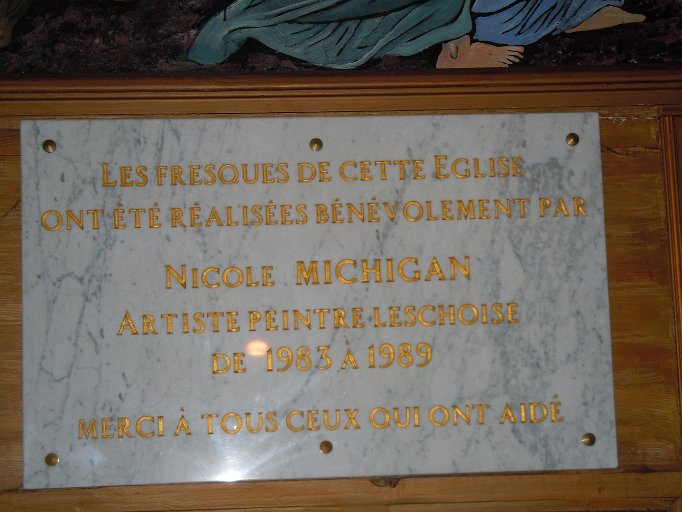 LES FRESQUES DE CETTE EGLISE
ONT ÉTÉ RÉALISÉES BÉNÉVOLEMENT PAR
NICOLE MICHIGAN
ARTISTE PEINTRE LESCHOISE
DE 1983 À 1989
MERCI À TOUS CEUX QUI ONT AIDÉ